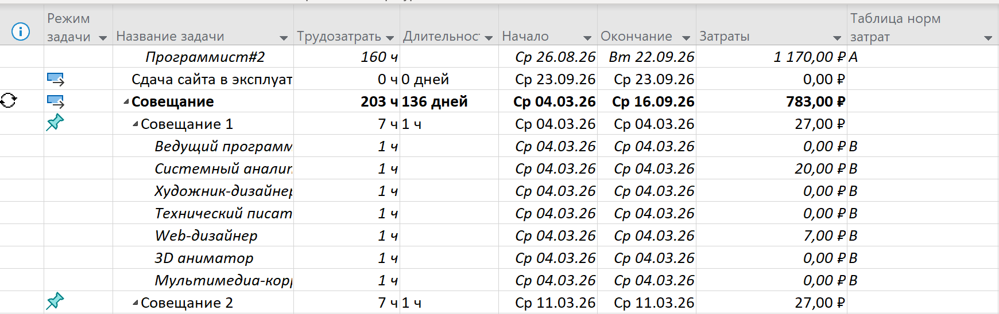 Режим задачи Название задачи Трудозатрать Длительнос Начало Окончание Затраты Таблица норм затрат
Программист#2 160 ч Ср 26.08.26 Вт 22.09.26 1 170,00 ₽ A
Сдача сайта в эксплуат 0 ч 0 дней Ср 23.09.26 Ср 23.09.26 0,00 ₽
Совещание 203 ч 136 дней Ср 04.03.26 Ср 16.09.26 783,00 ₽
Совещание 1 7 ч 1 ч Ср 04.03.26 Ср 04.03.26 27,00 ₽
Ведущий программ 1 ч Ср 04.03.26 Ср 04.03.26 0,00 ₽ B
Системный аналит 1 ч Ср 04.03.26 Ср 04.03.26 20,00 ₽ B
Художник-дизайнер 1 ч Ср 04.03.26 Ср 04.03.26 0,00 ₽ B
Технический писат 1 ч Ср 04.03.26 Ср 04.03.26 0,00 ₽ B
Web-дизайнер 1 ч Ср 04.03.26 Ср 04.03.26 7,00 ₽ B
3D аниматор 1 ч Ср 04.03.26 Ср 04.03.26 0,00 ₽ B
Мультимедиа-корр 1 ч Ср 04.03.26 Ср 04.03.26 0,00 ₽ B
Совещание 2 7 ч 1 ч Ср 11.03.26 Ср 11.03.26 27,00 ₽